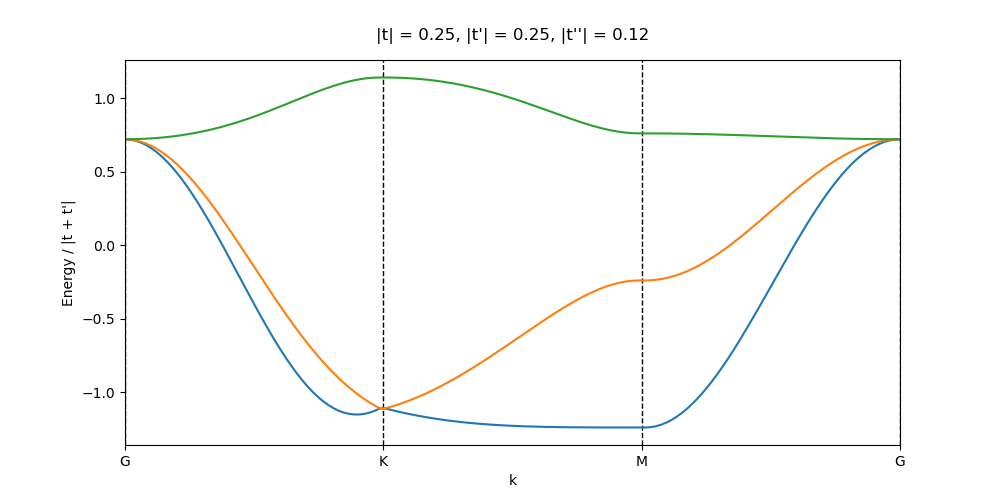 |t| = 0.25, |t'| = 0.25, |t''| = 0.12
Energy / |t + t'|
1.0
0.5
0.0
−0.5
−1.0
G K M G
k